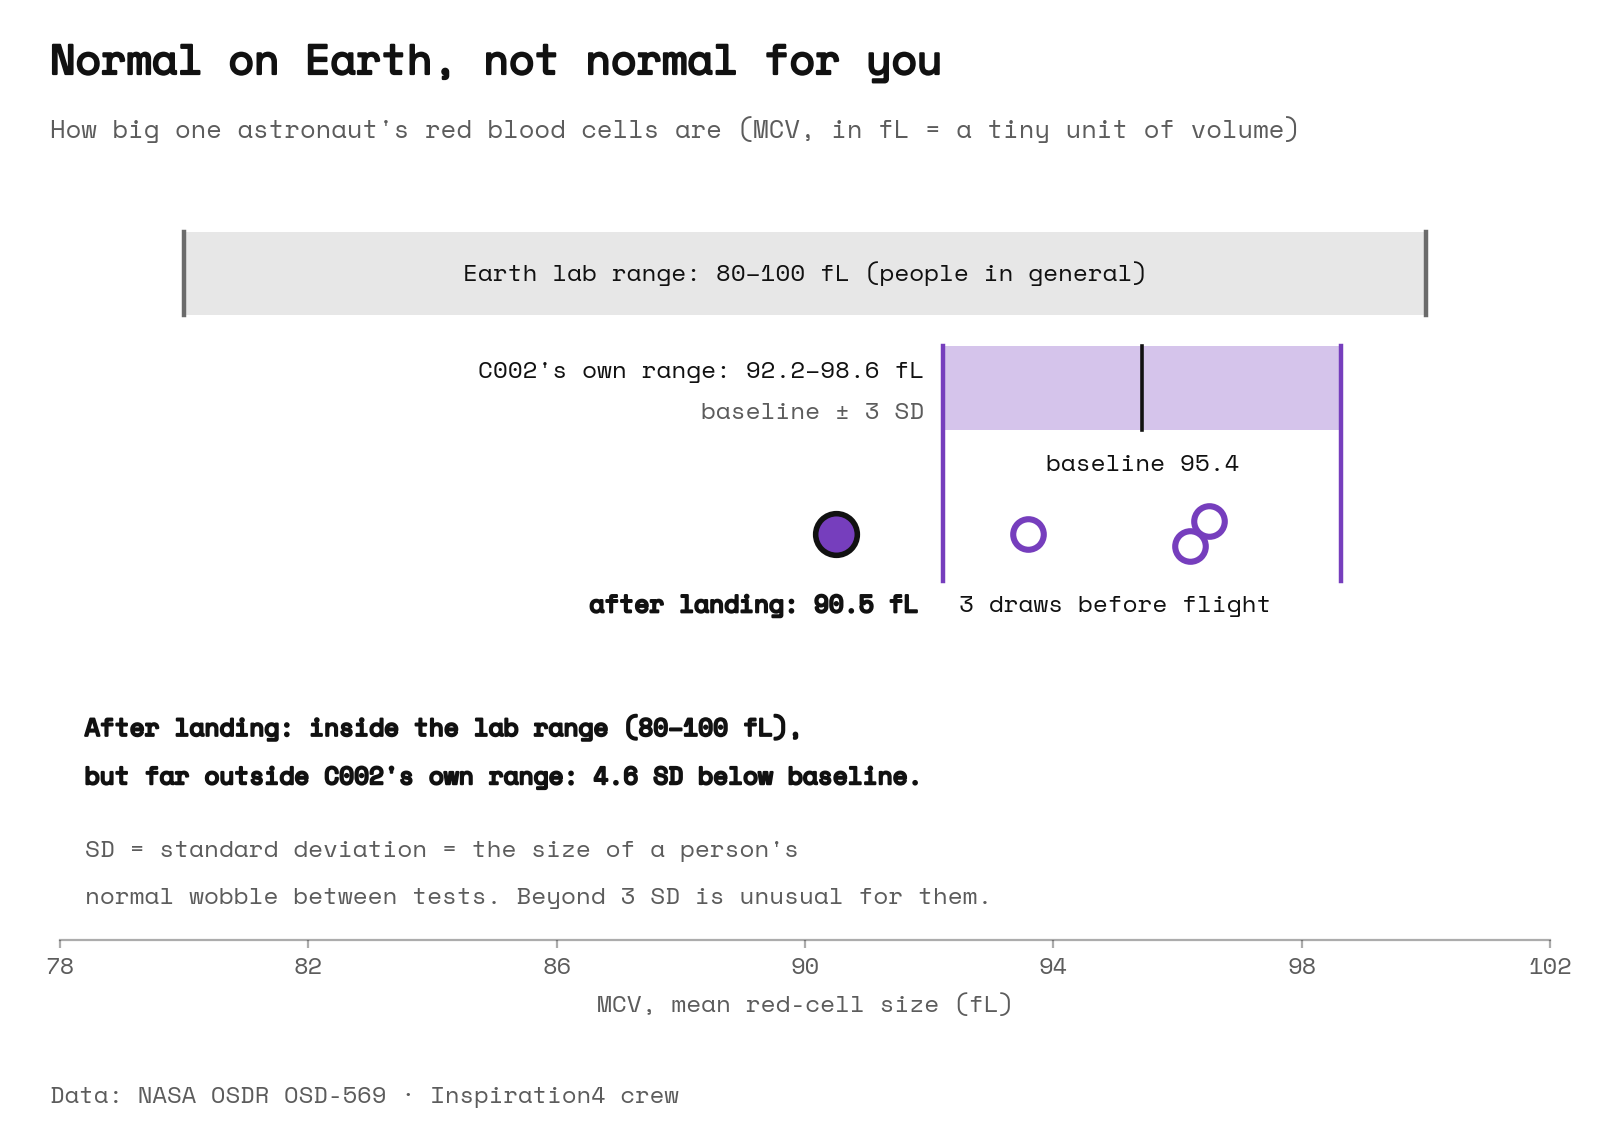 Normal on Earth, not normal for you
How big one astronaut's red blood cells are (MCV, in fL = a tiny unit of volume)
Earth lab range: 80–100 fL (people in general)
C002's own range: 92.2–98.6 fL
baseline ± 3 SD
baseline 95.4
after landing: 90.5 fL
3 draws before flight
After landing: inside the lab range (80–100 fL),
but far outside C002's own range: 4.6 SD below baseline.
SD = standard deviation = the size of a person's
normal wobble between tests. Beyond 3 SD is unusual for them.
78 82 86 90 94 98 102
MCV, mean red-cell size (fL)
Data: NASA OSDR OSD-569 · Inspiration4 crew